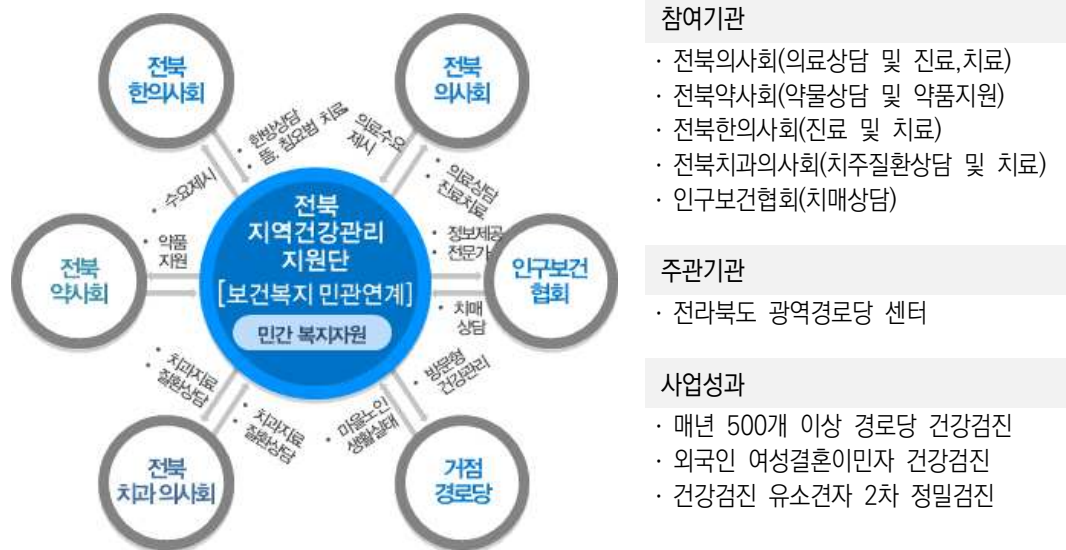 전북
한의사회
전북
의사회
• 한방상담
• 뜸, 침요법 치료
• 의료수요
제시
• 수요제시
• 의료상담
진료치료
전북
지역건강관리
지원단
[보건복지 민관연계]
민간 복지자원
• 정보제공
• 전문가
• 약품
지원
전북
약사회
인구보건
협회
• 치매
상담
• 치과치료
• 질환상담
• 치과치료
• 질환상담
• 마을노인
생활실태
• 방문형
건강관리
전북
치과 의사회
거점
경로당
참여기관
· 전북의사회(의료상담 및 진료,치료)
· 전북약사회(약물상담 및 약품지원)
· 전북한의사회(진료 및 치료)
· 전북치과의사회(치주질환상담 및 치료)
· 인구보건협회(치매상담)
주관기관
· 전라북도 광역경로당 센터
사업성과
· 매년 500개 이상 경로당 건강검진
· 외국인 여성결혼이민자 건강검진
· 건강검진 유소견자 2차 정밀검진